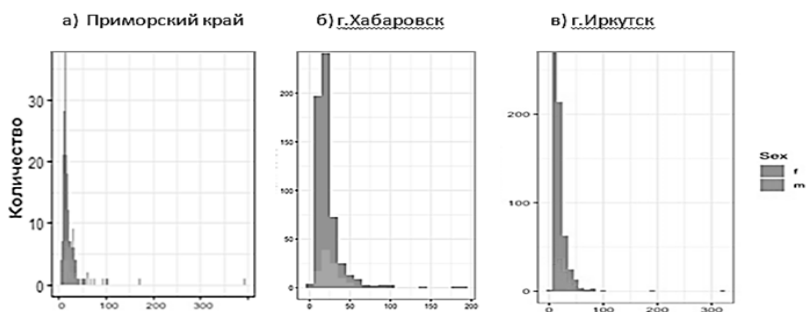 а) Приморский край
б) г.Хабаровск
в) г.Иркутск
Количество
30
20
10
0
0 100 200 300
200
150
100
50
0
0 50 100 150 200
200
100
0
0 100 200 300
Sex
f
m